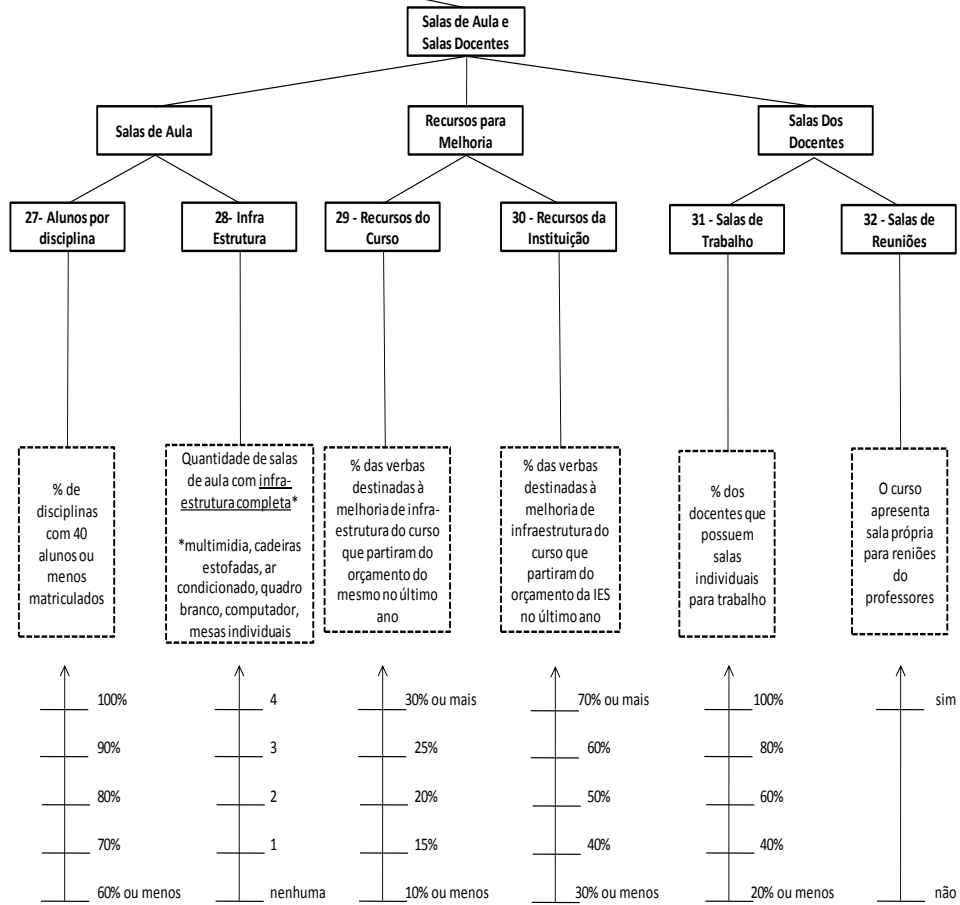 Salas de Aula e
Salas Docentes
Salas de Aula
Recursos para
Melhoria
Salas Dos
Docentes
27- Alunos por
disciplina
28- Infra
Estrutura
29 - Recursos do
Curso
30 - Recursos da
Instituição
31 - Salas de
Trabalho
32 - Salas de
Reuniões
% de
disciplinas
com 40
alunos ou
menos
matriculados
Quantidade de salas
de aula com infra-
estrutura completa*
*multimidia, cadeiras
estofadas, ar
condicionado, quadro
branco, computador,
mesas individuais
% das verbas
destinadas à
melhoria de infra-
estrutura do curso
que partiram do
orçamento do
mesmo no último
ano
% das verbas
destinadas à
melhoria de
infraestrutura do
curso que
partiram do
orçamento da IES
no último ano
% dos
docentes que
possuem
salas
individuais
para trabalho
O curso
apresenta
sala própria
para reniões
do
professores
100%
90%
80%
70%
60% ou menos
4
3
2
1
nenhuma
30% ou mais
25%
20%
15%
10% ou menos
70% ou mais
60%
50%
40%
30% ou menos
100%
80%
60%
40%
20% ou menos
sim
não